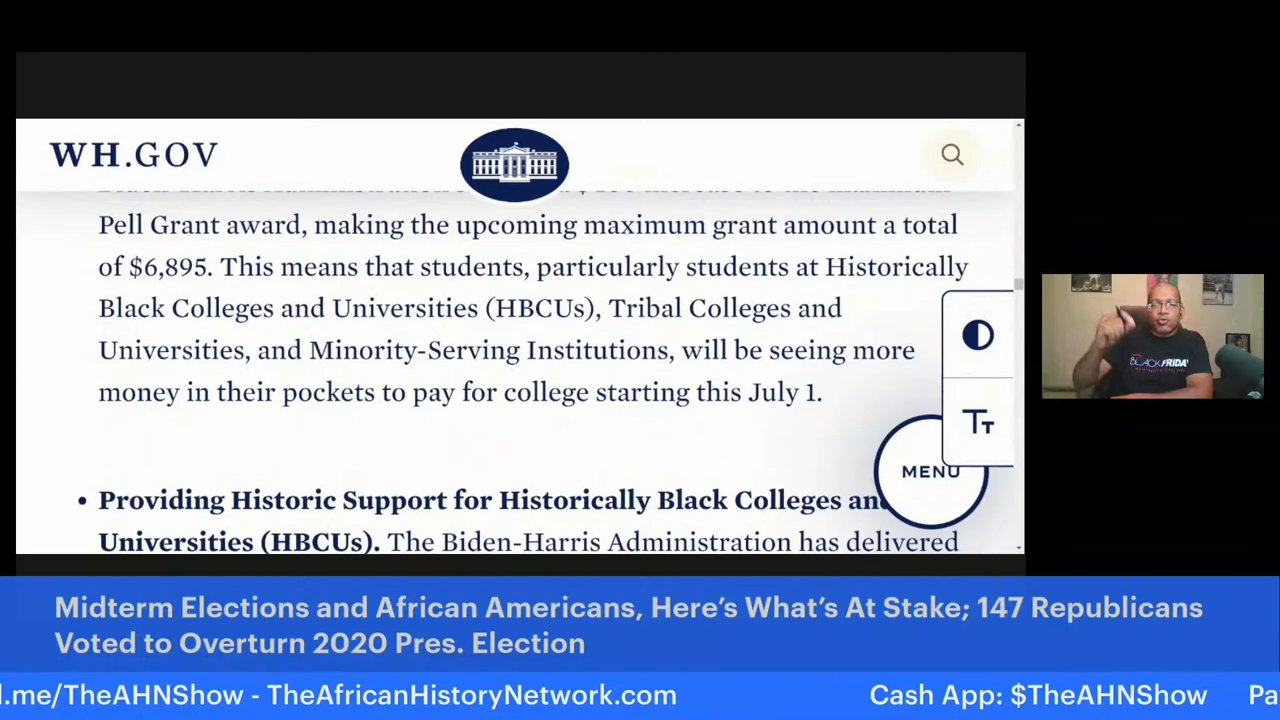 WH.GOV
Pell Grant award, making the upcoming maximum grant amount a total
of $6,895. This means that students, particularly students at Historically
Black Colleges and Universities (HBCUs), Tribal Colleges and
Universities, and Minority-Serving Institutions, will be seeing more
money in their pockets to pay for college starting this July 1.
Tт
MENU
• Providing Historic Support for Historically Black Colleges and
Universities (HBCUs). The Biden-Harris Administration has delivered
BLACK FRIDAY
Midterm Elections and African Americans, Here's What's At Stake; 147 Republicans
Voted to Overturn 2020 Pres. Election
l.me/TheAHNShow - TheAfricanHistoryNetwork.com Cash App: $TheAHNShow Pa